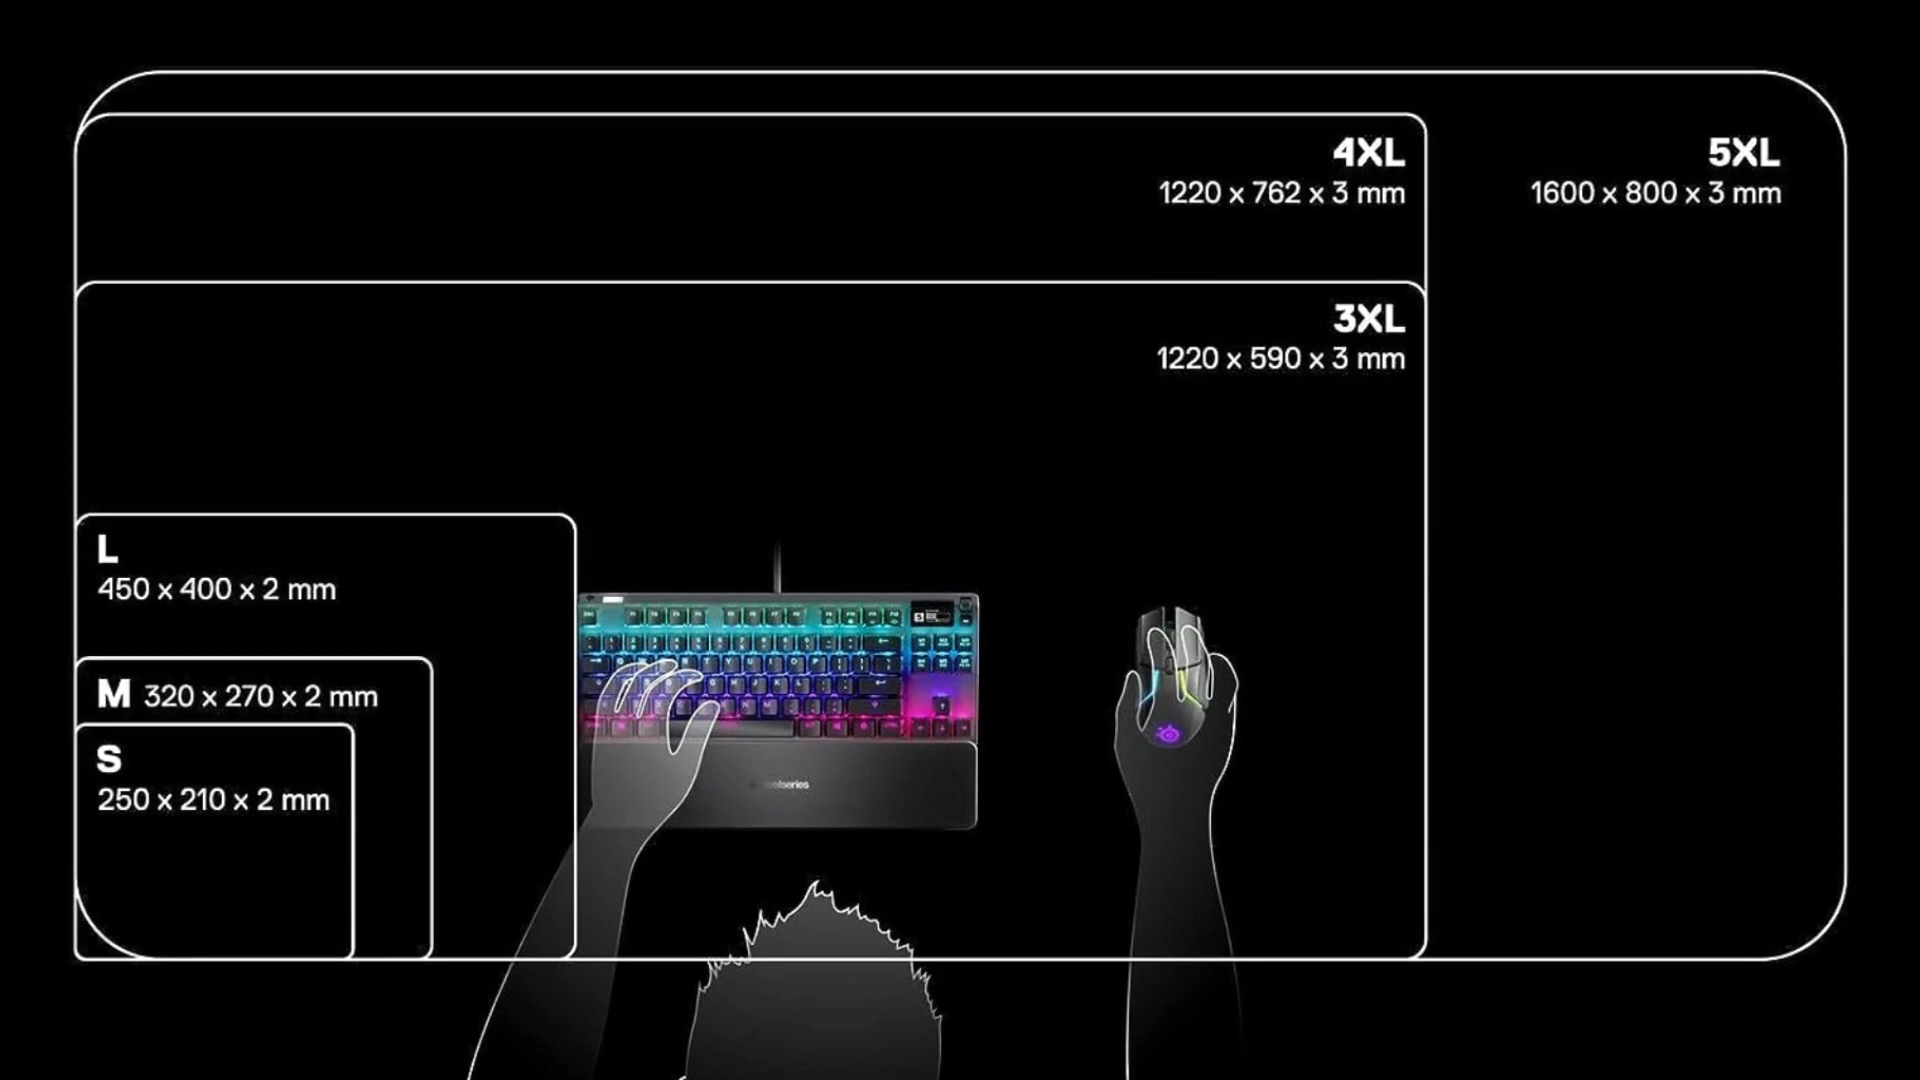 4XL
1220 x 762 x 3 mm
5XL
1600 x 800 x 3 mm
3XL
1220 x 590 x 3 mm
L
450 x 400 x 2 mm
M 320 x 270 x 2 mm
S
250 x 210 x 2 mm